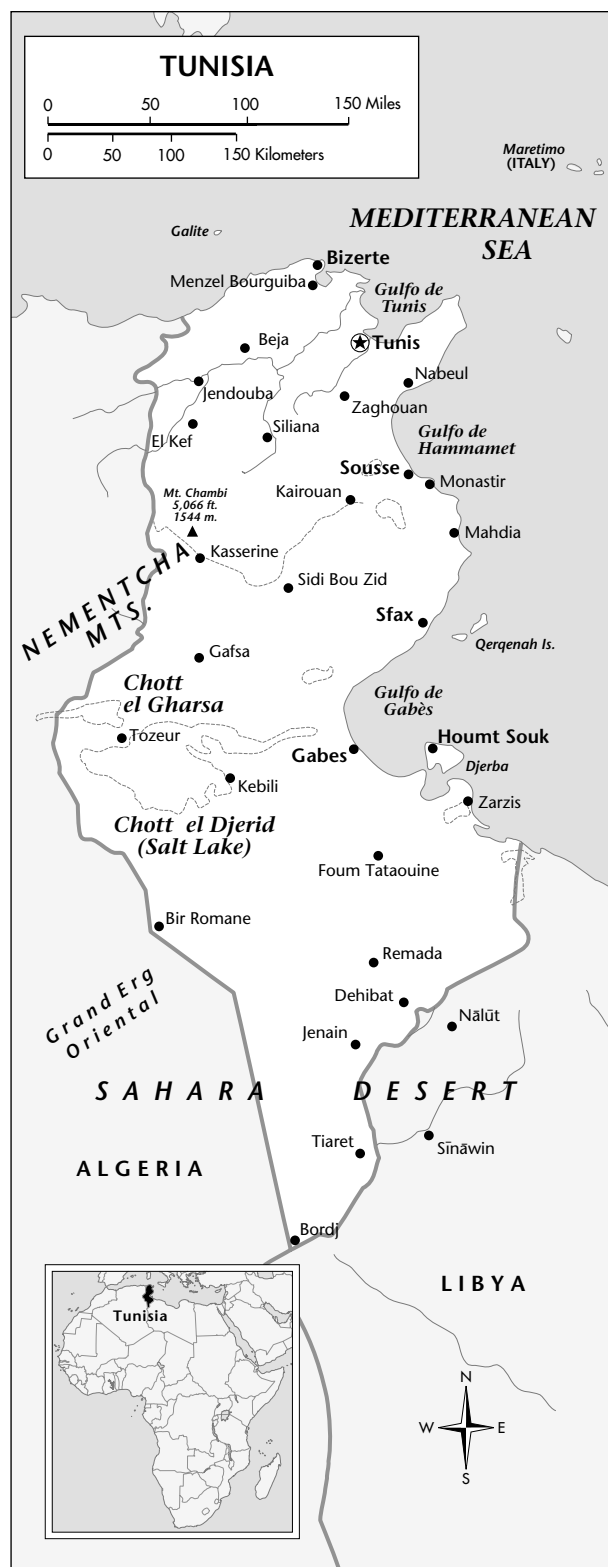 TUNISIA
0 50 100 150 Miles
0 50 100 150 Kilometers
Maretimo
(ITALY)
MEDITERRANEAN
SEA
Galite
Bizerte
Menzel Bourguiba
Gulfo de
Tunis
Beja
Tunis
Jendouba
Nabeul
Zaghouan
El Kef
Siliana
Gulfo de
Hammamet
Sousse
Monastir
Mt. Chambi
5,066 ft.
1544 m.
Kairouan
Mahdia
Kasserine
NEMENTCHA
MTS.
Sidi Bou Zid
Sfax
Qerqenah Is.
Gafsa
Chott
el Gharsa
Gulfo de
Gabès
Tozeur
Gabes
Houmt Souk
Djerba
Kebili
Zarzis
Chott el Djerid
(Salt Lake)
Foum Tataouine
Bir Romane
Remada
Grand Erg
Oriental
Dehibat
Nālūt
Jenain
SAHARA DESERT
Tiaret
Sīnāwin
ALGERIA
Bordj
LIBYA
Tunisia
N
W E
S